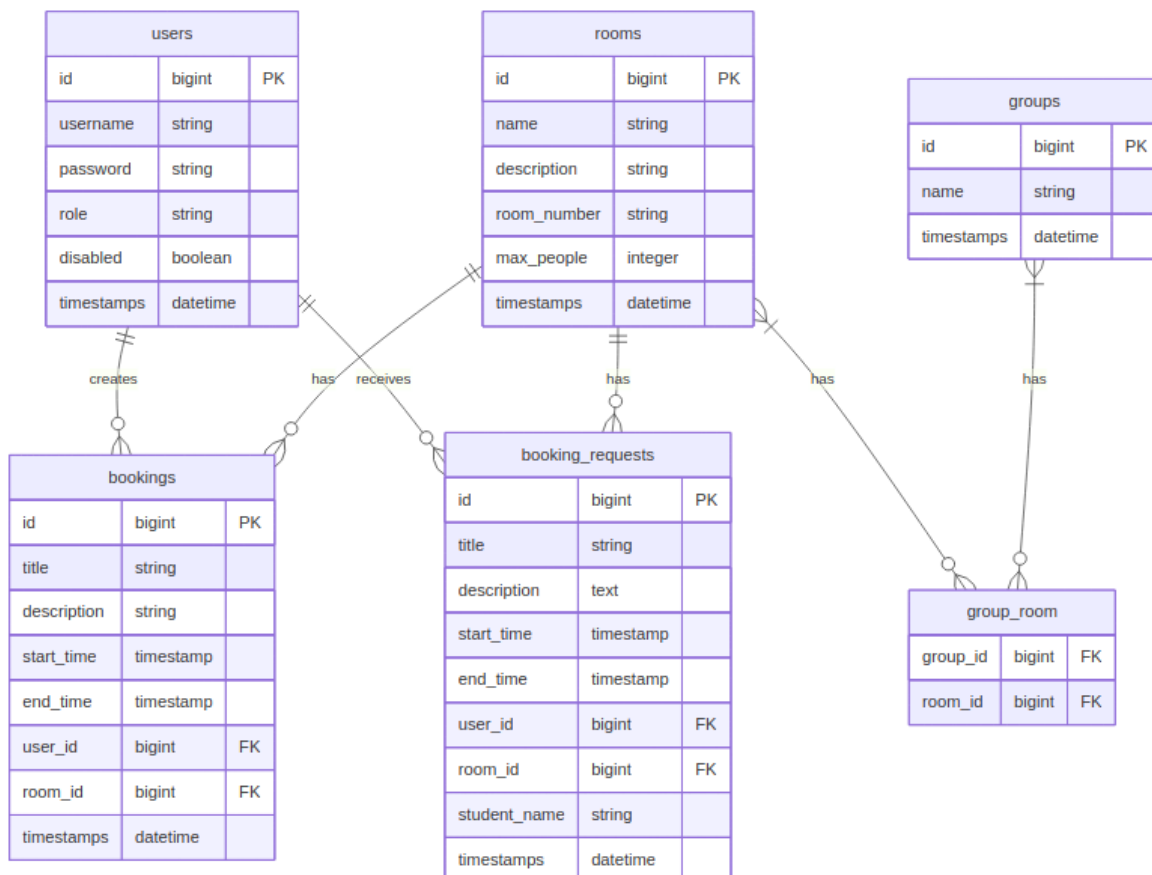 users
id bigint PK
username string
password string
role string
disabled boolean
timestamps datetime
rooms
id bigint PK
name string
description string
room_number string
max_people integer
timestamps datetime
groups
id bigint PK
name string
timestamps datetime
creates
has
receives
has
has
has
bookings
id bigint PK
title string
description string
start_time timestamp
end_time timestamp
user_id bigint FK
room_id bigint FK
timestamps datetime
booking_requests
id bigint PK
title string
description text
start_time timestamp
end_time timestamp
user_id bigint FK
room_id bigint FK
student_name string
timestamps datetime
group_room
group_id bigint FK
room_id bigint FK